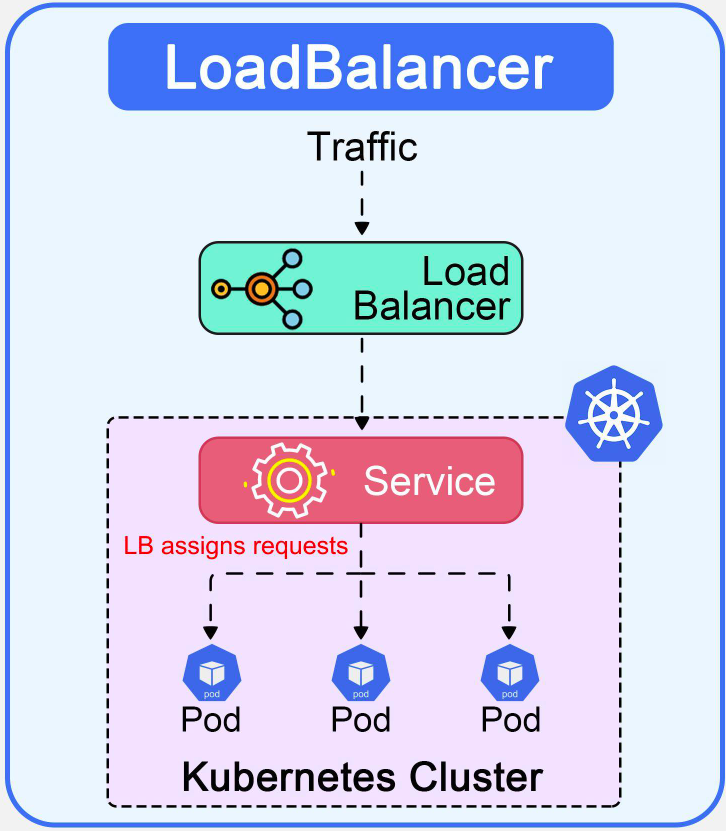 LoadBalancer
Traffic
Load
Balancer
Service
LB assigns requests
pod
pod
pod
Pod
Pod
Pod
Kubernetes Cluster